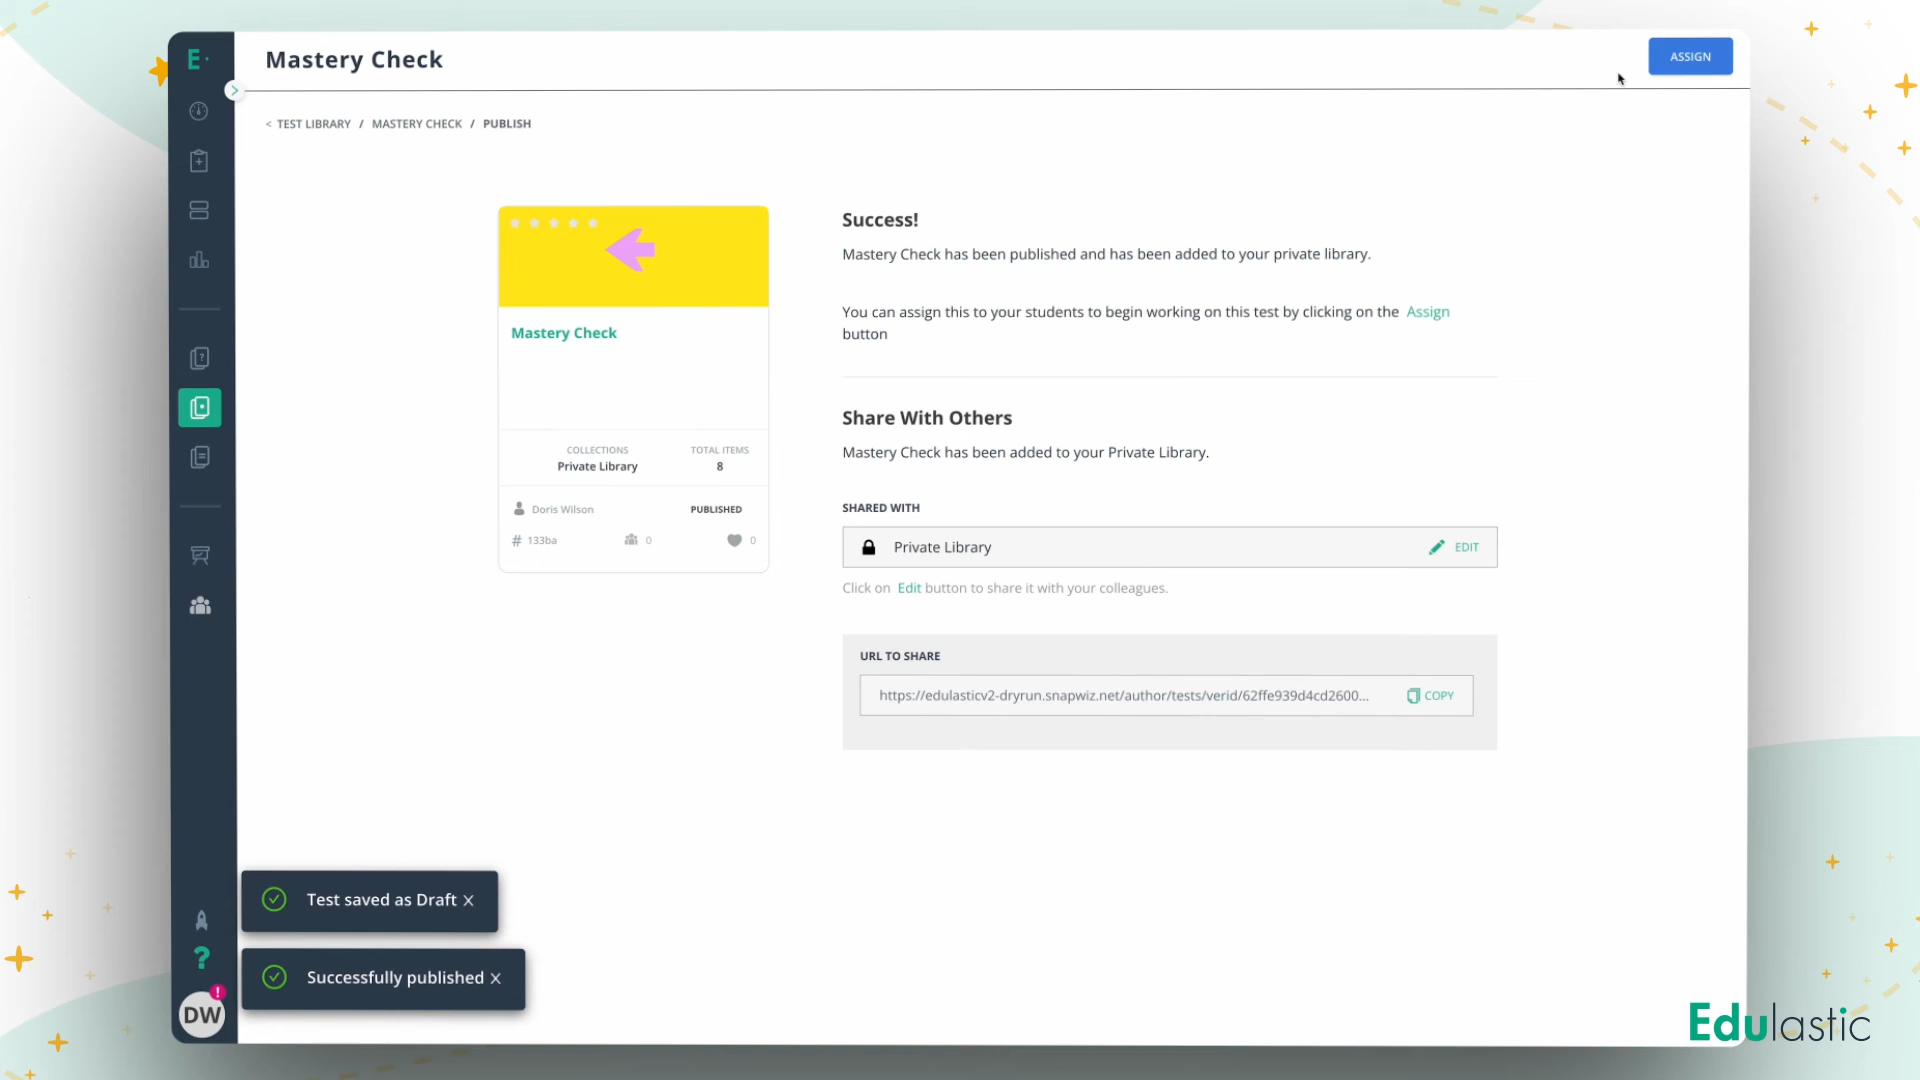 E
Mastery Check
ASSIGN
< TEST LIBRARY / MASTERY CHECK / PUBLISH
Mastery Check
COLLECTIONS
Private Library
TOTAL ITEMS
8
Doris Wilson
PUBLISHED
# 133ba
0
0
Success!
Mastery Check has been published and has been added to your private library.
You can assign this to your students to begin working on this test by clicking on the Assign
button
Share With Others
Mastery Check has been added to your Private Library.
SHARED WITH
Private Library
EDIT
Click on Edit button to share it with your colleagues.
URL TO SHARE
https://edulasticv2-dryrun.snapwiz.net/author/tests/verid/62ffe939d4cd2600...
COPY
Test saved as Draft X
Successfully published X
?
!
DW
Edulastic